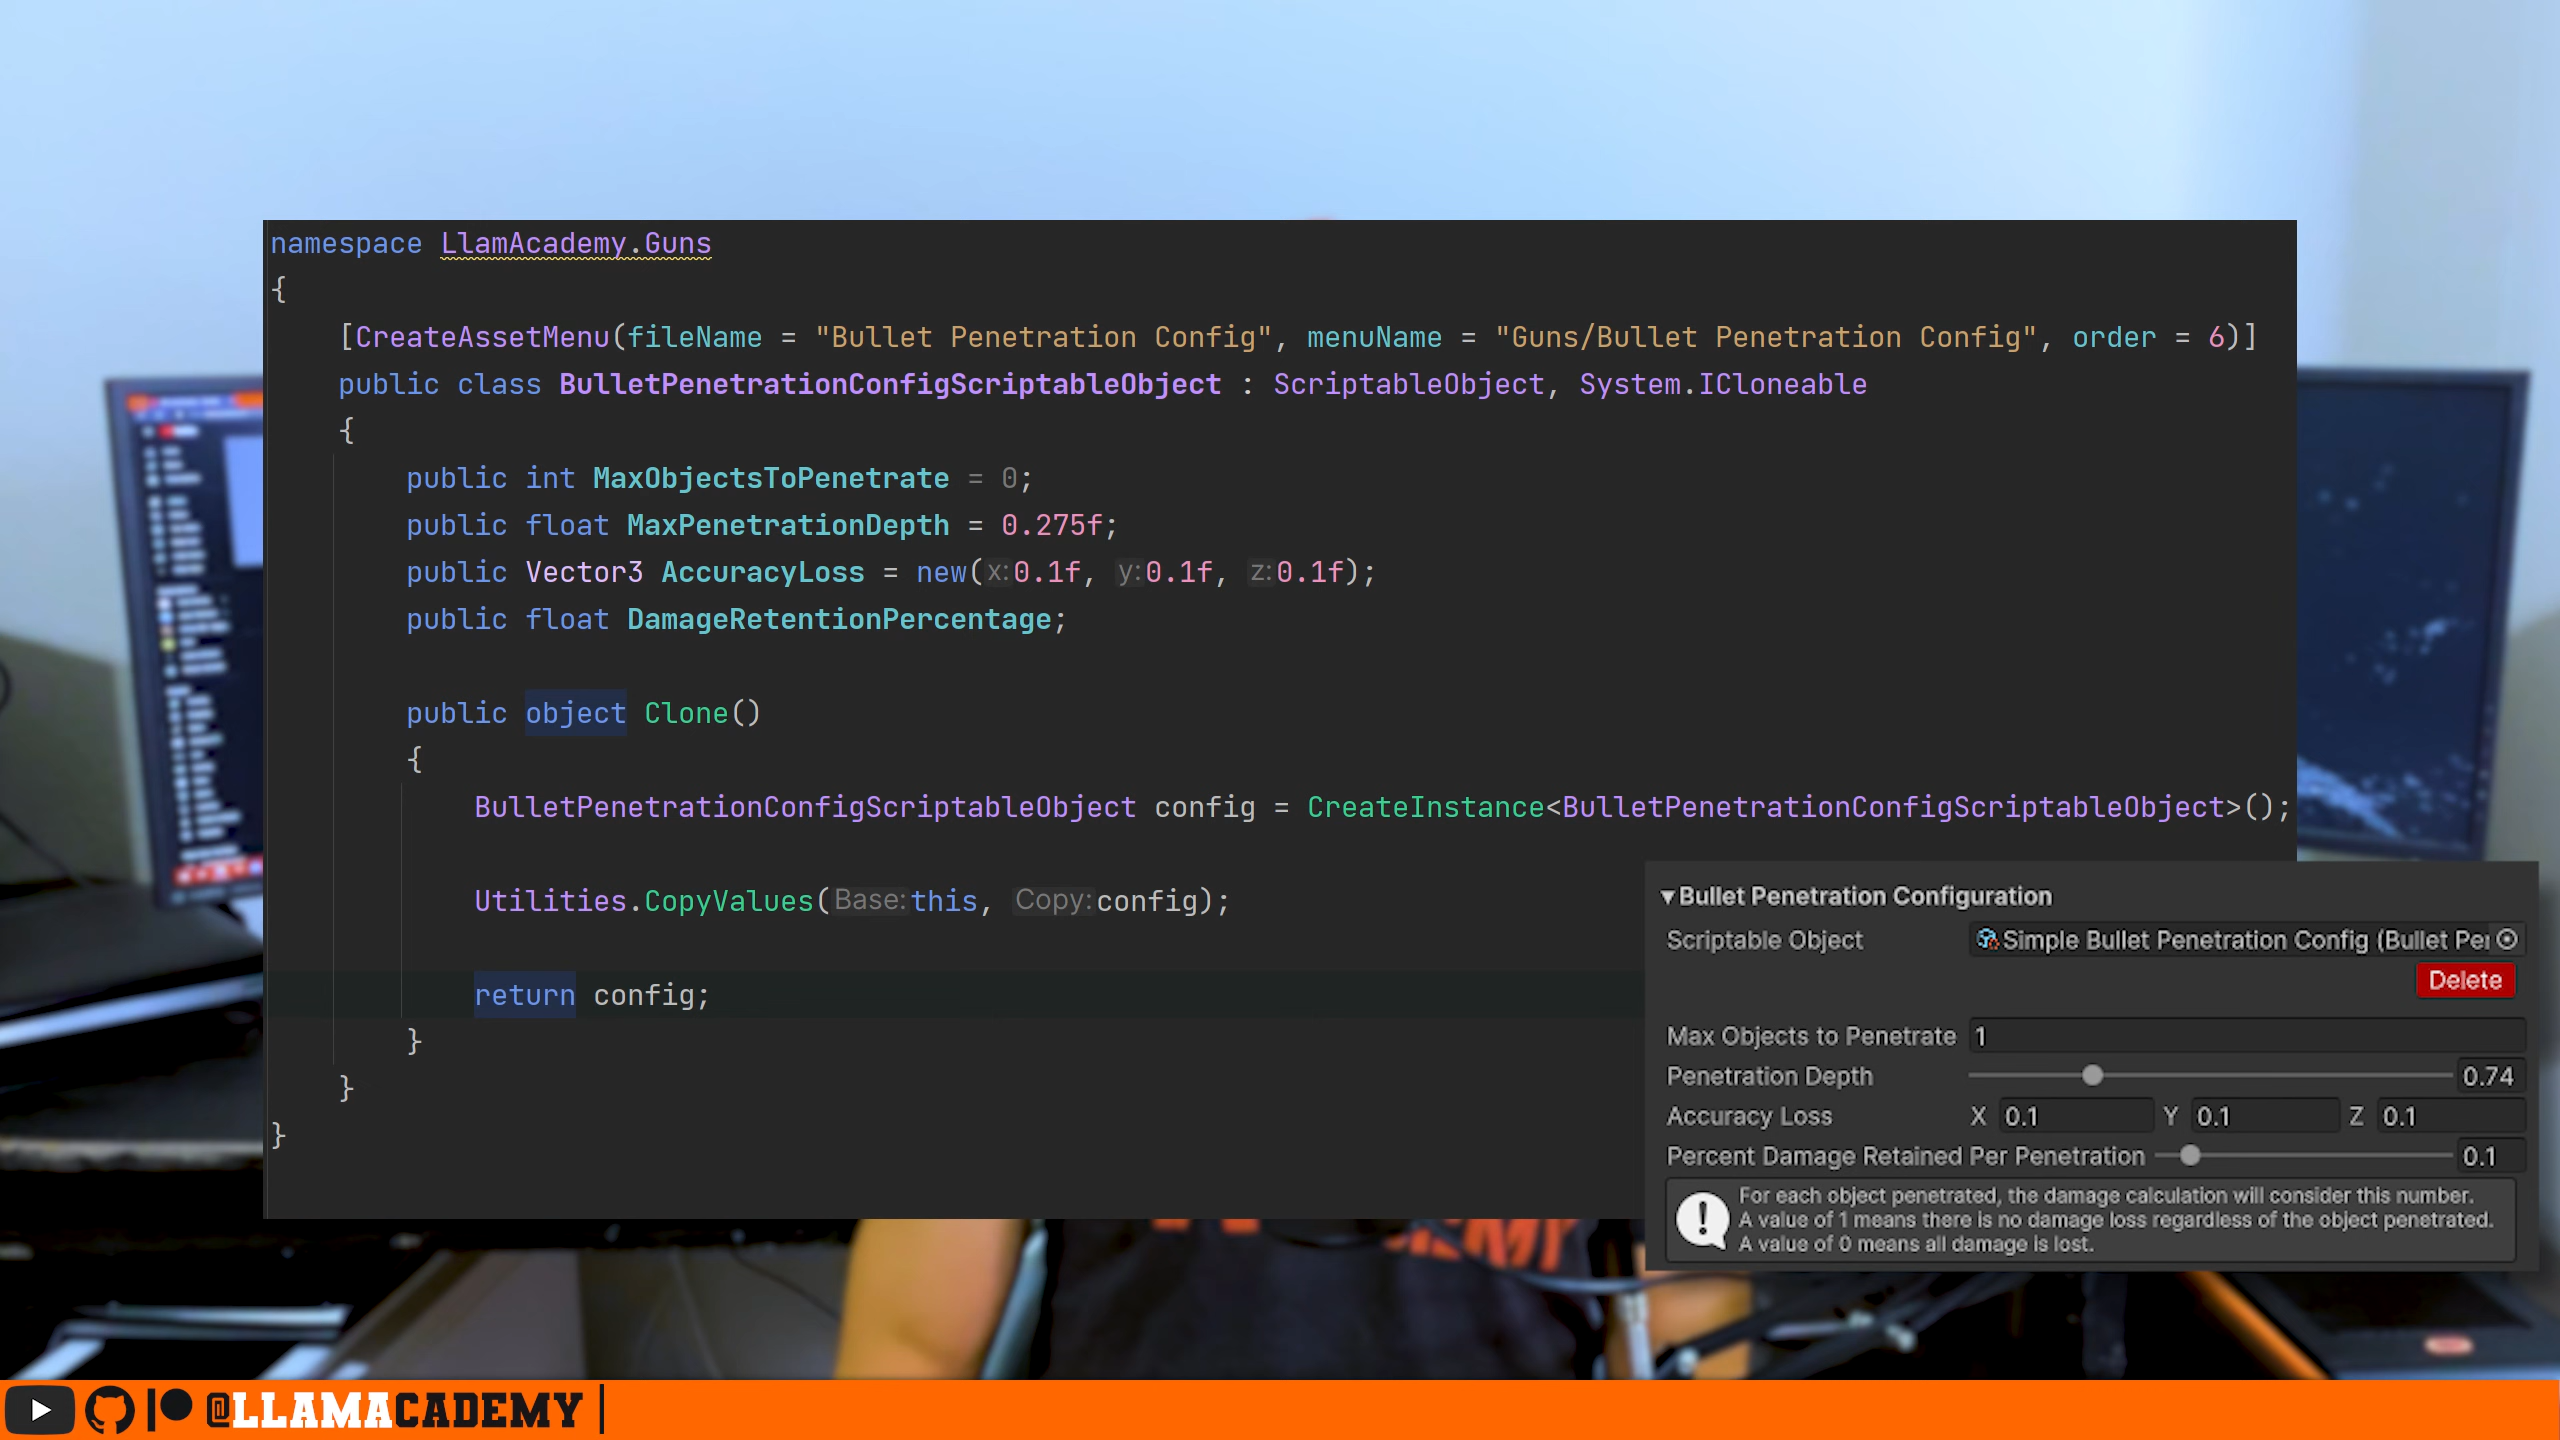 namespace LlamAcademy.Guns
{
[CreateAssetMenu(fileName = "Bullet Penetration Config", menuName = "Guns/Bullet Penetration Config", order = 6)]
public class BulletPenetrationConfigScriptableObject : ScriptableObject, System.ICloneable
{
public int MaxObjectsToPenetrate = 0;
public float MaxPenetrationDepth = 0.275f;
public Vector3 AccuracyLoss = new(x:0.1f, y:0.1f, z:0.1f);
public float DamageRetentionPercentage;
public object Clone()
{
BulletPenetrationConfigScriptableObject config = CreateInstance<BulletPenetrationConfigScriptableObject>();
Utilities.CopyValues(Base:this, Copy:config);
return config;
}
}
}
Bullet Penetration Configuration
Scriptable Object Simple Bullet Penetration Config (Bullet Pe
Delete
Max Objects to Penetrate 1
Penetration Depth 0.74
Accuracy Loss X 0.1 Y 0.1 Z 0.1
Percent Damage Retained Per Penetration 0.1
For each object penetrated, the damage calculation will consider this number.
A value of 1 means there is no damage loss regardless of the object penetrated.
A value of 0 means all damage is lost.
@LLAMACADEMY